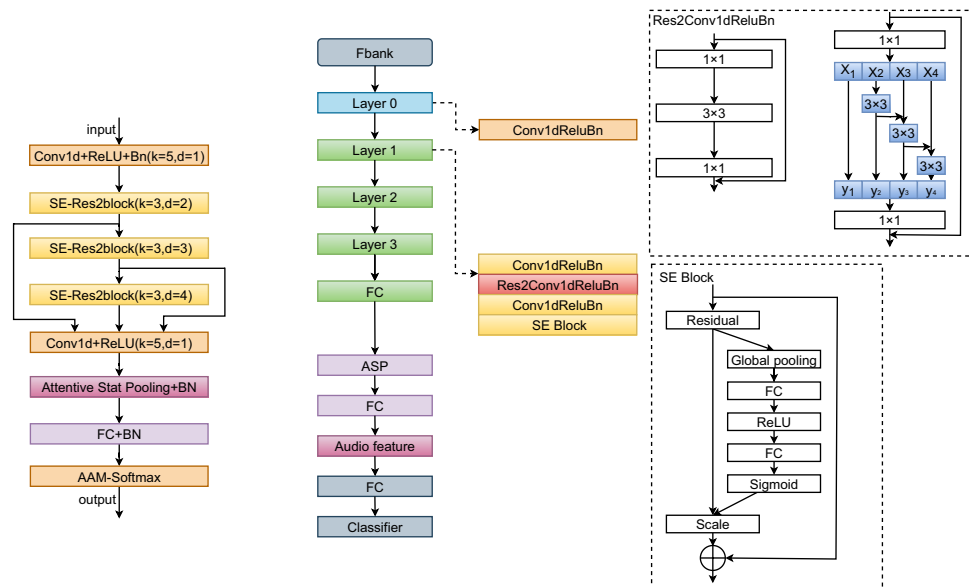 input
Conv1d+ReLU+Bn(k=5,d=1)
SE-Res2block(k=3,d=2)
SE-Res2block(k=3,d=3)
SE-Res2block(k=3,d=4)
Conv1d+ReLU(k=5,d=1)
Attentive Stat Pooling+BN
FC+BN
AAM-Softmax
output
Fbank
Layer 0
Layer 1
Layer 2
Layer 3
FC
ASP
FC
Audio feature
FC
Classifier
Conv1dReluBn
Conv1dReluBn
Res2Conv1dReluBn
Conv1dReluBn
SE Block
Res2Conv1dReluBn
1×1
3×3
1×1
1×1
X1 X2 X3 X4
3×3
3×3
3×3
y1 y2 y3 y4
1×1
SE Block
Residual
Global pooling
FC
ReLU
FC
Sigmoid
Scale